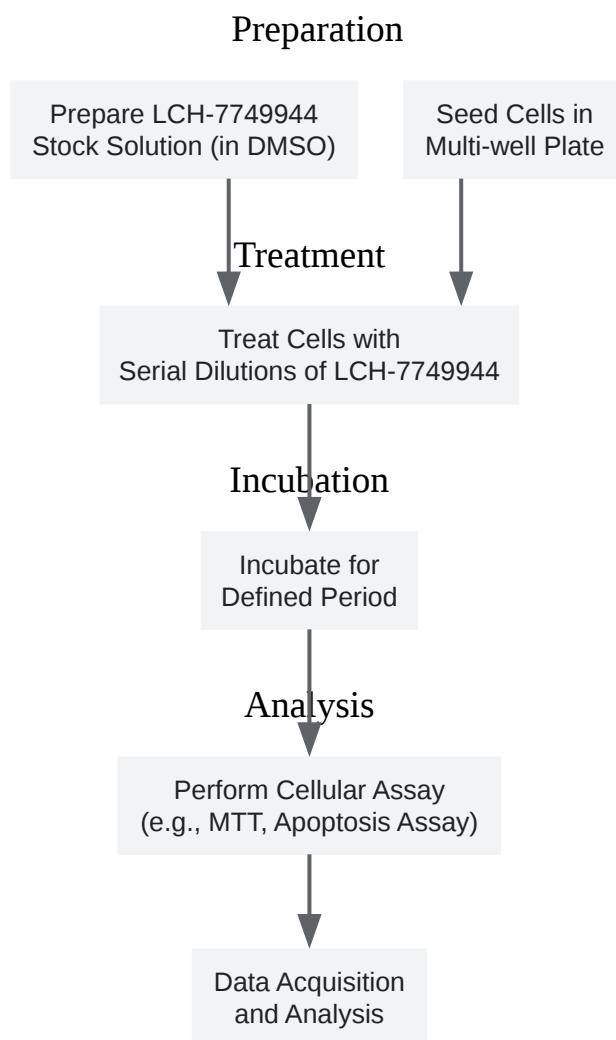 Preparation
Prepare LCH-7749944
Stock Solution (in DMSO)
Seed Cells in
Multi-well Plate
Treatment
Treat Cells with
Serial Dilutions of LCH-7749944
Incubation
Incubate for
Defined Period
Analysis
Perform Cellular Assay
(e.g., MTT, Apoptosis Assay)
Data Acquisition
and Analysis